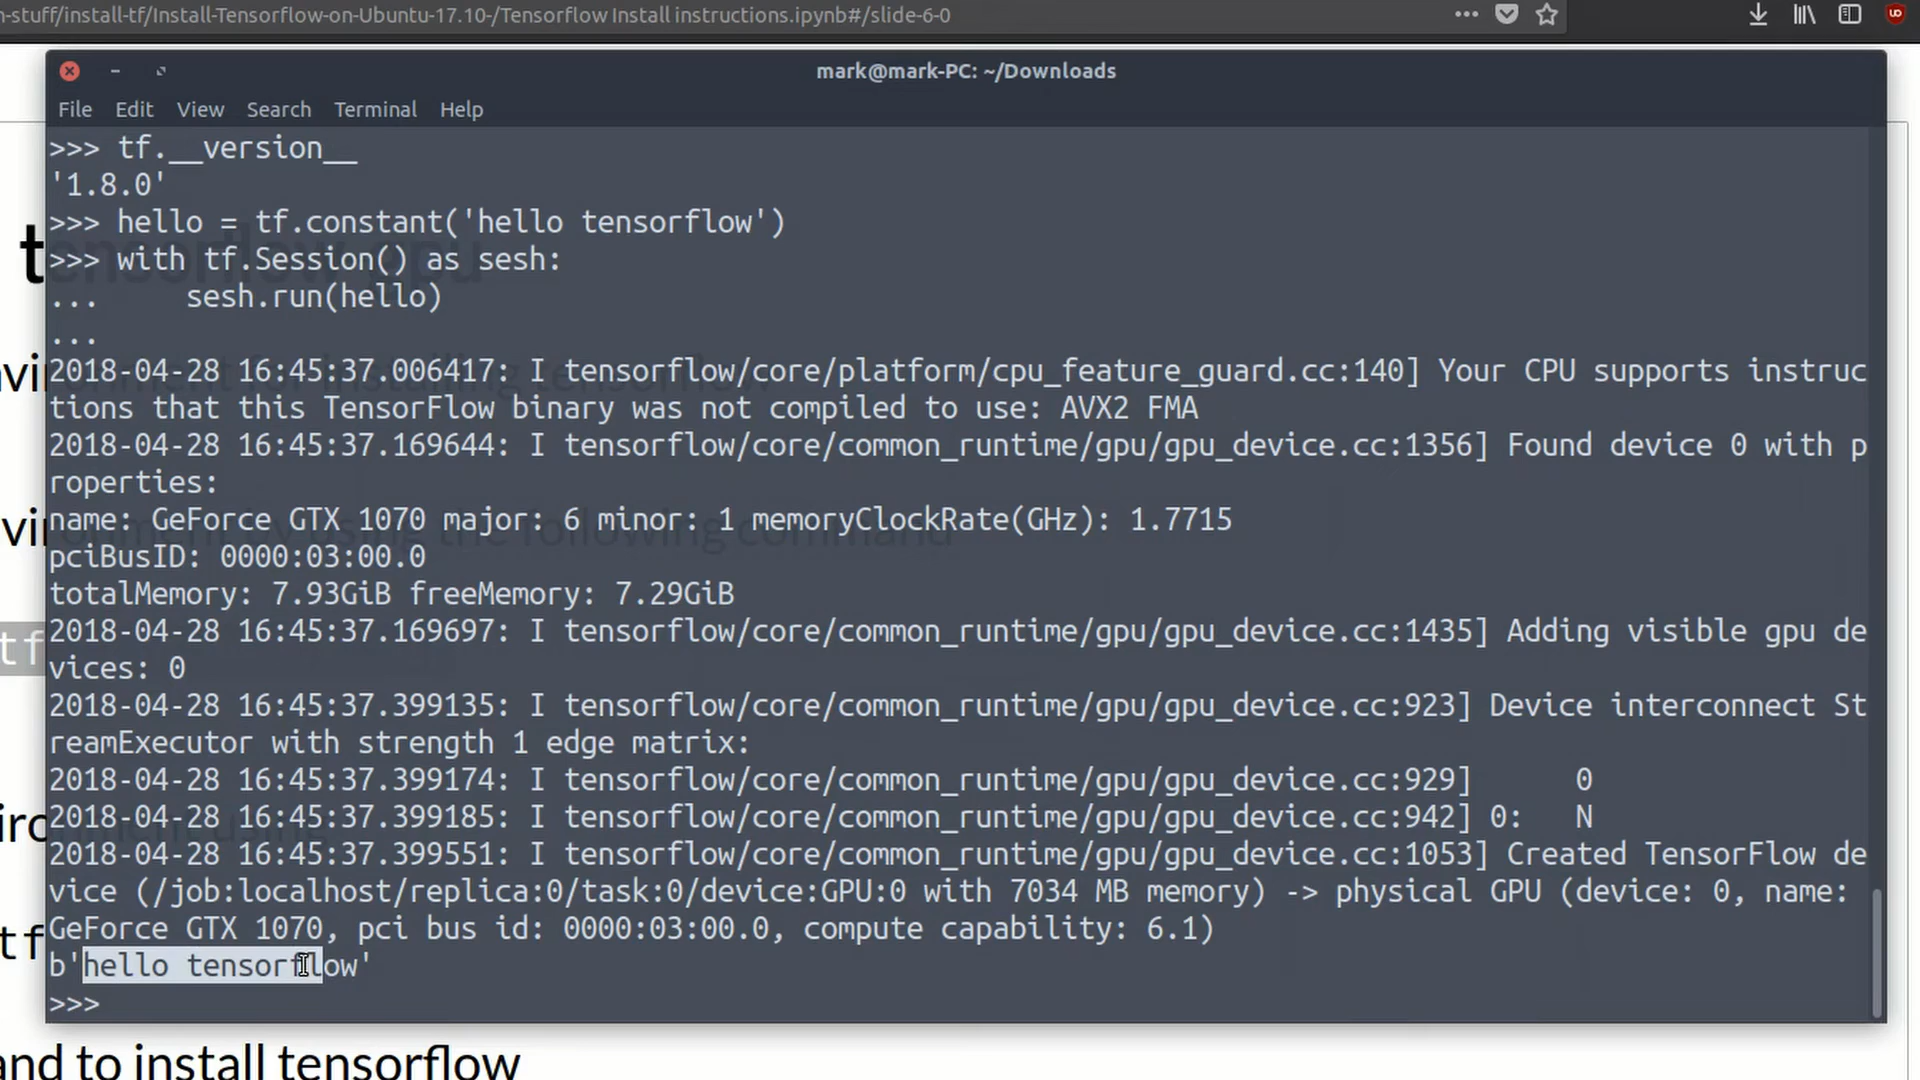 n-stuff/install-tf/Install-Tensorflow-on-Ubuntu-17.10-/Tensorflow Install instructions.ipynb#/slide-6-0
mark@mark-PC: ~/Downloads
File Edit View Search Terminal Help
>>> tf.__version__
'1.8.0'
>>> hello = tf.constant('hello tensorflow')
>>> with tf.Session() as sesh:
...     sesh.run(hello)
...
2018-04-28 16:45:37.006417: I tensorflow/core/platform/cpu_feature_guard.cc:140] Your CPU supports instruc
tions that this TensorFlow binary was not compiled to use: AVX2 FMA
2018-04-28 16:45:37.169644: I tensorflow/core/common_runtime/gpu/gpu_device.cc:1356] Found device 0 with p
roperties:
name: GeForce GTX 1070 major: 6 minor: 1 memoryClockRate(GHz): 1.7715
pciBusID: 0000:03:00.0
totalMemory: 7.93GiB freeMemory: 7.29GiB
2018-04-28 16:45:37.169697: I tensorflow/core/common_runtime/gpu/gpu_device.cc:1435] Adding visible gpu de
vices: 0
2018-04-28 16:45:37.399135: I tensorflow/core/common_runtime/gpu/gpu_device.cc:923] Device interconnect St
reamExecutor with strength 1 edge matrix:
2018-04-28 16:45:37.399174: I tensorflow/core/common_runtime/gpu/gpu_device.cc:929]      0
2018-04-28 16:45:37.399185: I tensorflow/core/common_runtime/gpu/gpu_device.cc:942] 0:   N
2018-04-28 16:45:37.399551: I tensorflow/core/common_runtime/gpu/gpu_device.cc:1053] Created TensorFlow de
vice (/job:localhost/replica:0/task:0/device:GPU:0 with 7034 MB memory) -> physical GPU (device: 0, name:
GeForce GTX 1070, pci bus id: 0000:03:00.0, compute capability: 6.1)
b'hello tensorflow'
>>>
and to install tensorflow